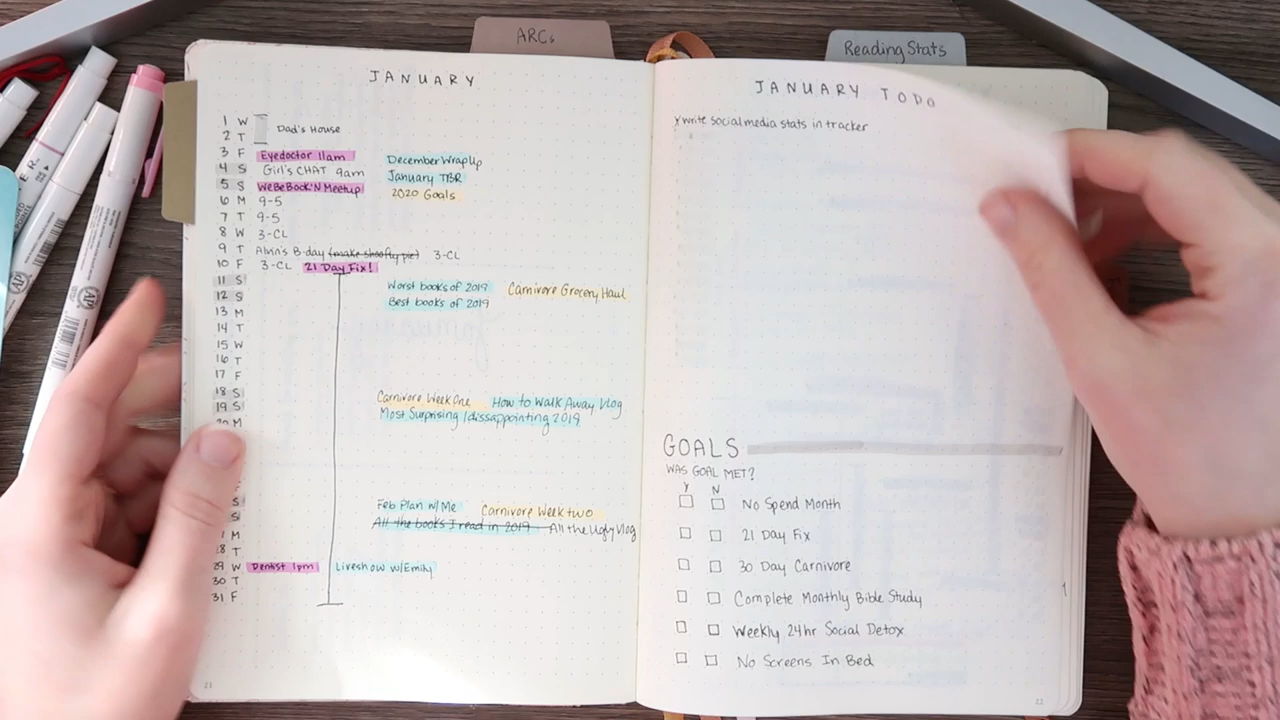 ARCs
Reading Stats
JANUARY
1 W
2 T
Dad's House
3 F Eyedoctor 11am December Wrap Up
4 S Girl's CHAT 9am January TBR
5 S WeBeBook'N Meetup 2020 Goals
6 M 9-5
7 T 9-5
8 W 3-CL
9 T Alvin's B-day (make shoofly pie) 3-CL
10 F 3-CL 21 Day Fix!
11 S Worst books of 2019 Carnivore Grocery Haul
12 S Best books of 2019
13 M
14 T
15 W
16 T
17 F
18 S Carnivore Week One How to Walk Away Vlog
19 S Most Surprising/dissappointing 2019
M
S Feb Plan w/ Me Carnivore Week two
S All the books I read in 2019 All the Ugly Vlog
M
28 T
29 W Dentist 1pm Liveshow w/Emily
30 T
31 F
21
JANUARY TODO
x write social media stats in tracker
GOALS
WAS GOAL MET?
Y N
No Spend Month
21 Day Fix
30 Day Carnivore
Complete Monthly Bible Study
Weekly 24hr Social Detox
No Screens In Bed
22